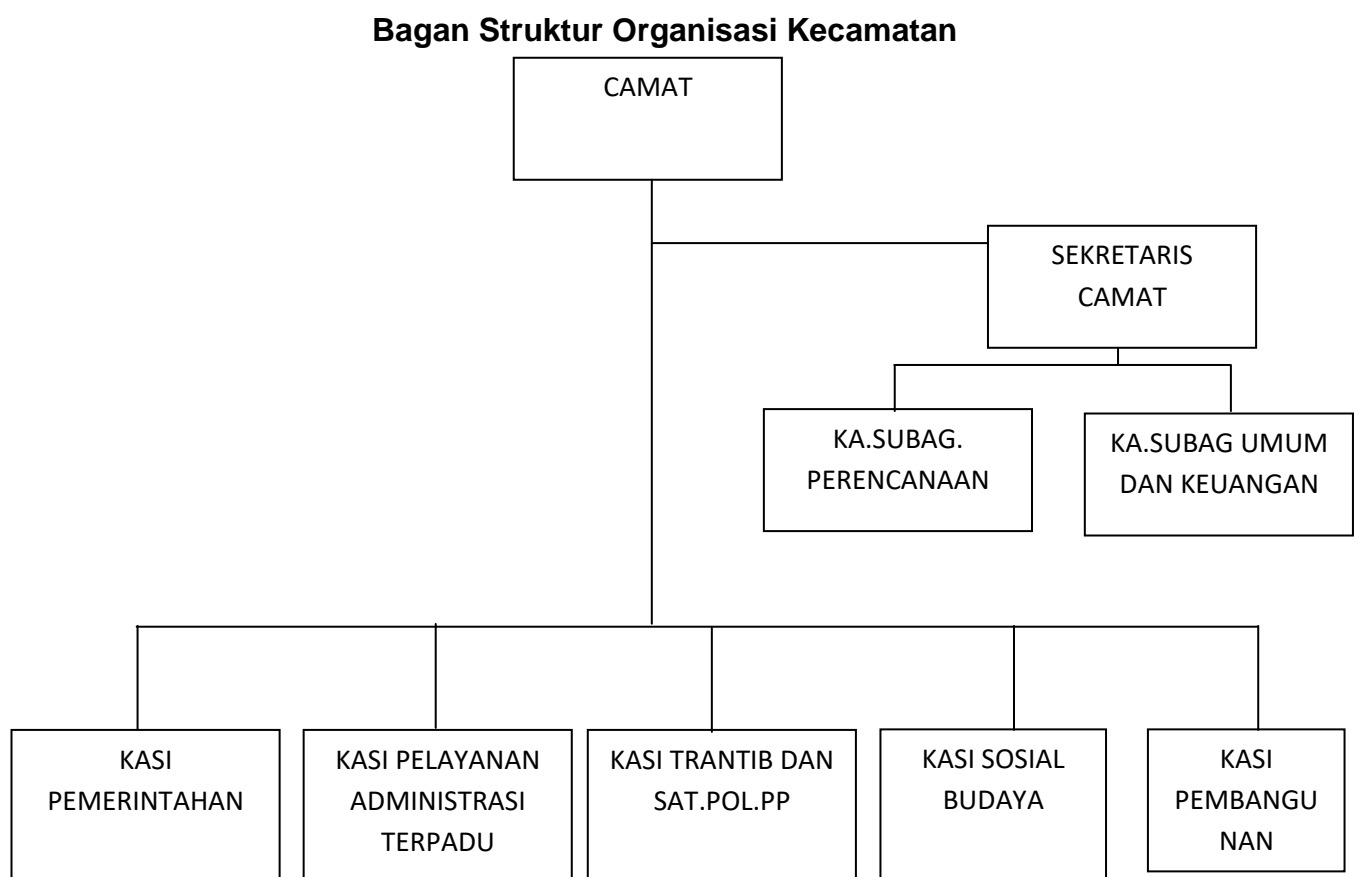 Bagan Struktur Organisasi Kecamatan
CAMAT
SEKRETARIS
CAMAT
KA.SUBAG.
PERENCANAAN
KA.SUBAG UMUM
DAN KEUANGAN
KASI
PEMERINTAHAN
KASI PELAYANAN
ADMINISTRASI
TERPADU
KASI TRANTIB DAN
SAT.POL.PP
KASI SOSIAL
BUDAYA
KASI
PEMBANGU
NAN